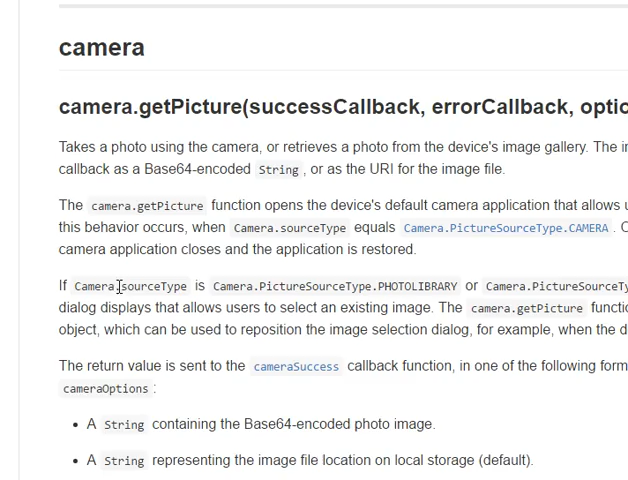 camera
camera.getPicture(successCallback, errorCallback, optio
Takes a photo using the camera, or retrieves a photo from the device's image gallery. The in
callback as a Base64-encoded String, or as the URI for the image file.
The camera.getPicture function opens the device's default camera application that allows u
this behavior occurs, when Camera.sourceType equals Camera.PictureSourceType.CAMERA. O
camera application closes and the application is restored.
If Camera.sourceType is Camera.PictureSourceType.PHOTOLIBRARY or Camera.PictureSourceTy
dialog displays that allows users to select an existing image. The camera.getPicture functio
object, which can be used to reposition the image selection dialog, for example, when the d
The return value is sent to the cameraSuccess callback function, in one of the following form
cameraOptions:
• A String containing the Base64-encoded photo image.
• A String representing the image file location on local storage (default).